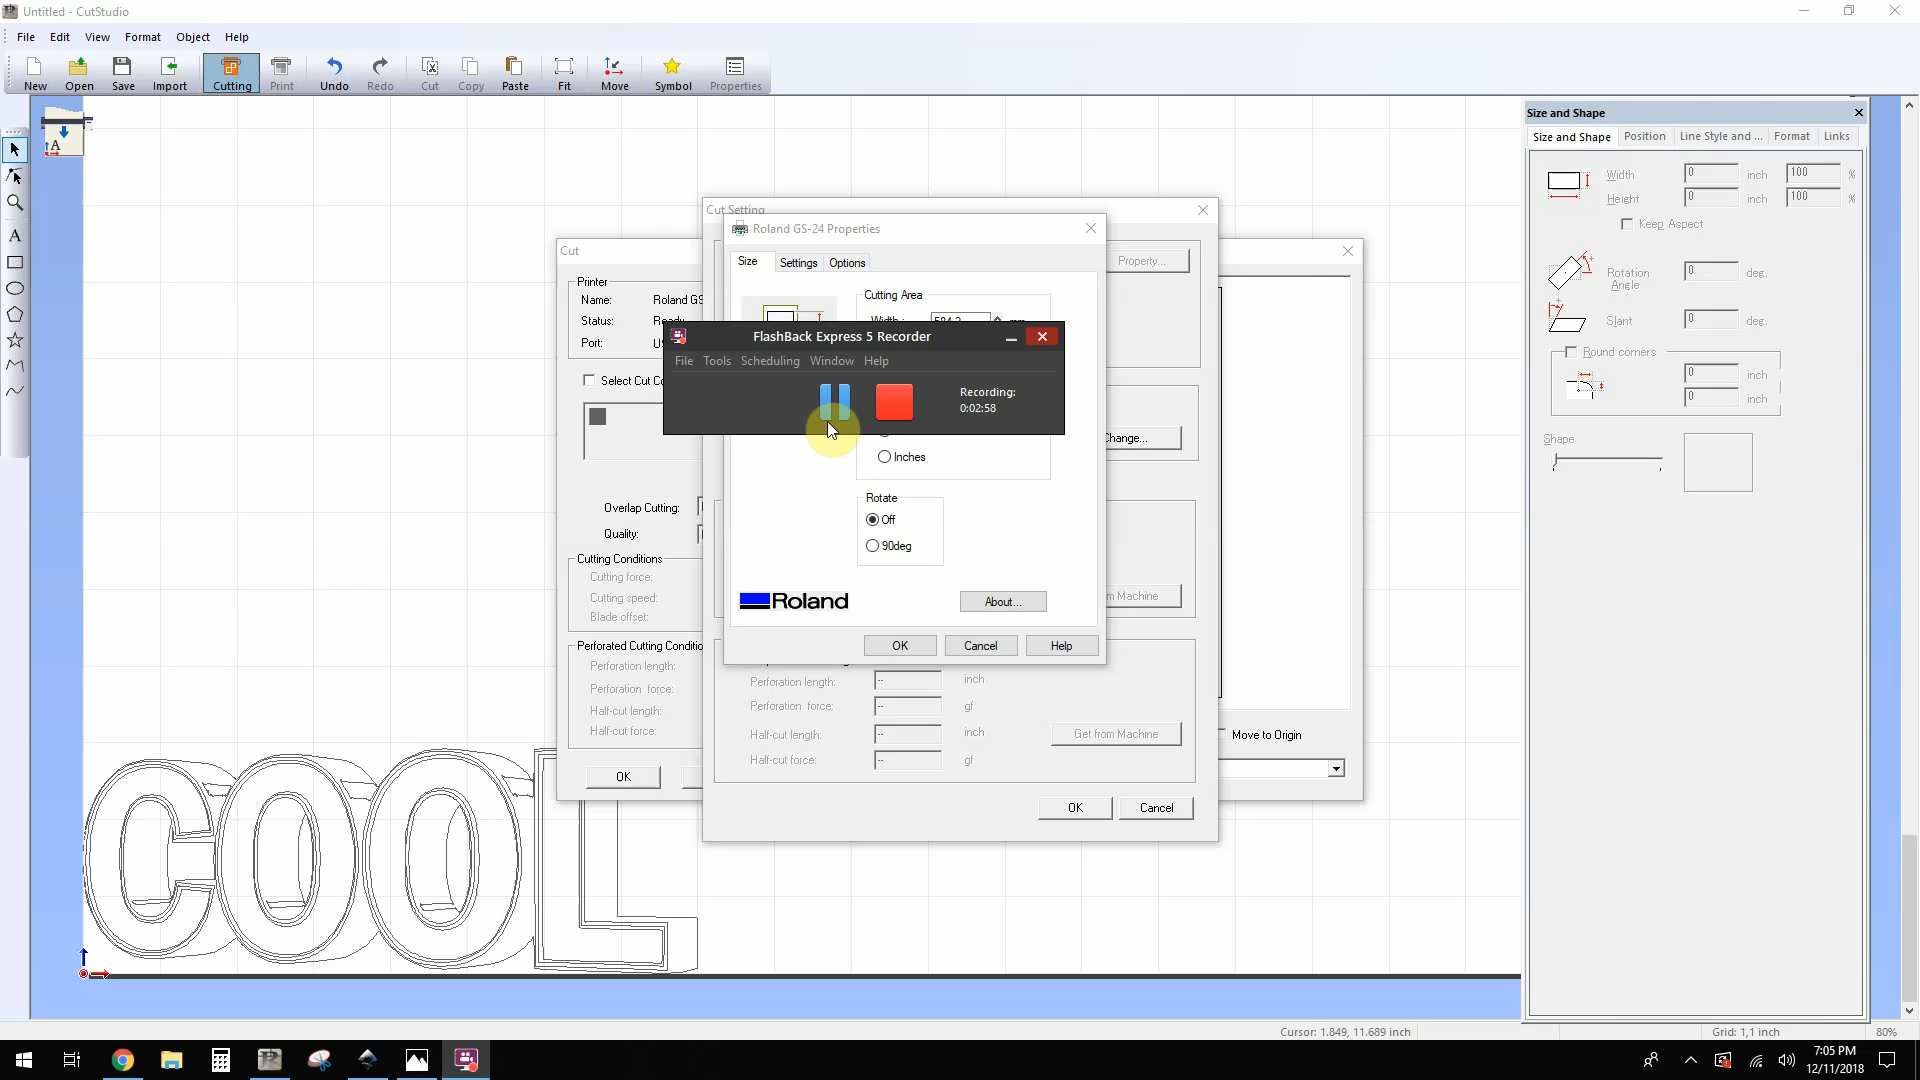 Untitled - CutStudio
File Edit View Format Object Help
New Open Save Import Cutting Print Undo Redo Cut Copy Paste Fit Move Symbol Properties
A
A
Size and Shape
Size and Shape Position Line Style and ... Format Links
Width 0 inch 100 %
Height 0 inch 100 %
Keep Aspect
Rotation Angle 0 deg.
Slant 0 deg.
Round corners
0 inch
0 inch
Shape
Cut
Printer
Name: Roland GS
Status:
Port:
Select Cut Co
Overlap Cutting:
Quality:
Cutting Conditions
Cutting force:
Cutting speed:
Blade offset:
Perforated Cutting Conditio
Perforation length:
Perforation force:
Half-cut length:
Half-cut force:
OK
Move to Origin
Cut Setting
Property...
Change...
m Machine
Perforation length: -- inch
Perforation force: -- gf
Half-cut length: -- inch
Half-cut force: -- gf
Get from Machine
OK Cancel
Roland GS-24 Properties
Size Settings Options
Cutting Area
Inches
Rotate
Off
90deg
Roland
About...
OK Cancel Help
FlashBack Express 5 Recorder
File Tools Scheduling Window Help
Recording:
0:02:58
COOL
Cursor: 1.849, 11.689 inch
Grid: 1,1 inch
80%
7:05 PM
12/11/2018